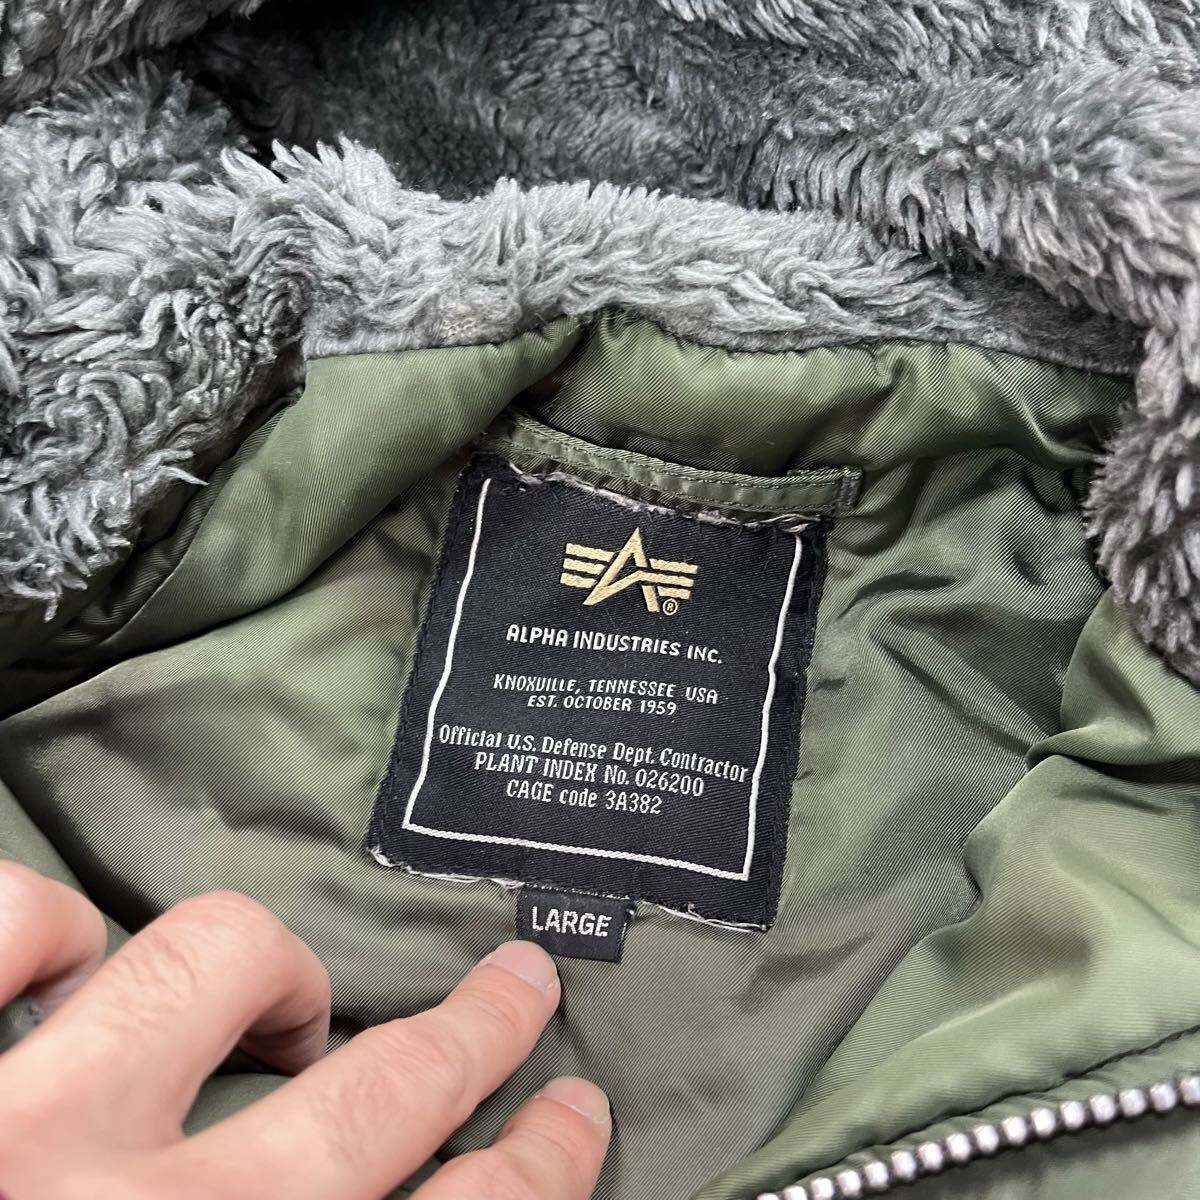 ®
ALPHA INDUSTRIES INC.
KNOXVILLE, TENNESSEE USA
EST. OCTOBER 1959
Official U.S. Defense Dept. Contractor
PLANT INDEX No. 026200
CAGE code 3A382
LARGE